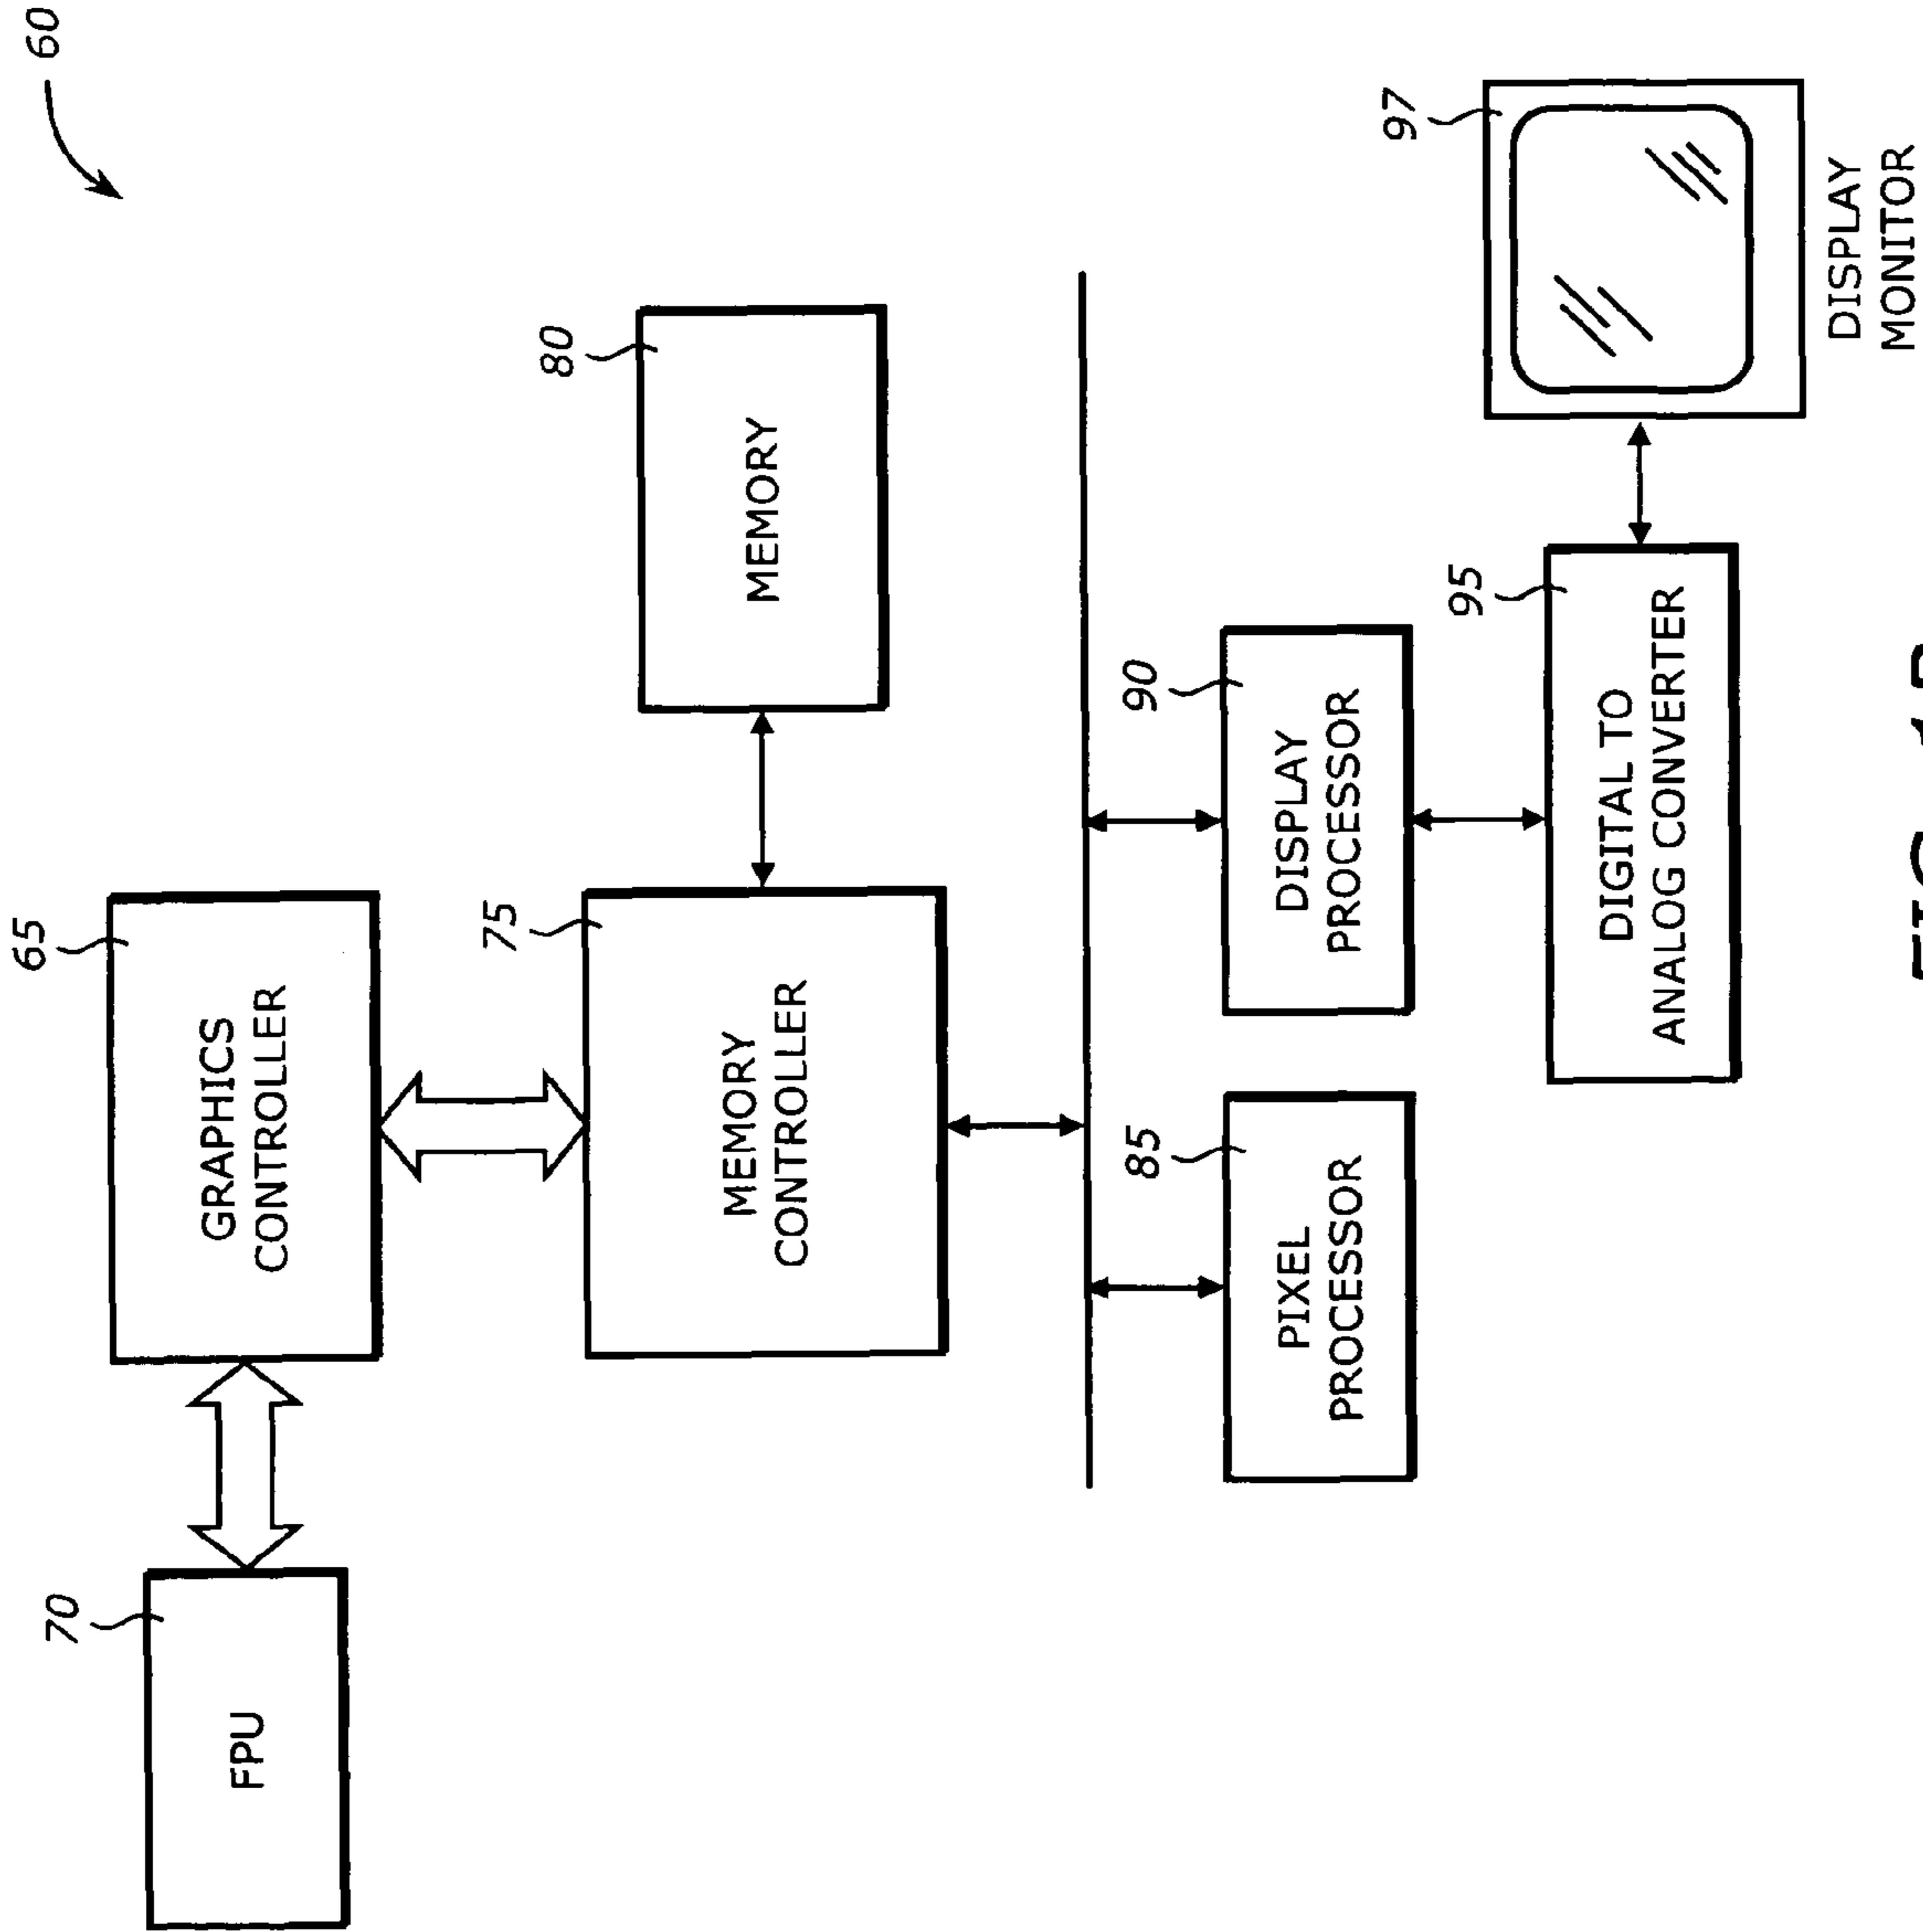 60
65
GRAPHICS
CONTROLLER
70
FPU
75
MEMORY
CONTROLLER
80
MEMORY
85
PIXEL
PROCESSOR
90
DISPLAY
PROCESSOR
95
DIGITAL TO
ANALOG CONVERTER
97
DISPLAY
MONITOR